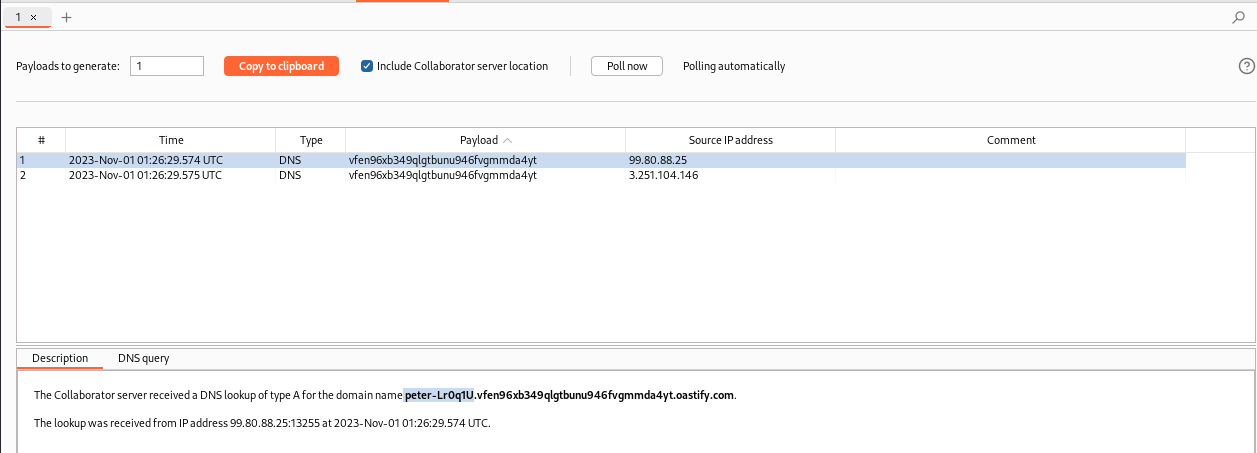 1 × +
Payloads to generate: 1 Copy to clipboard Include Collaborator server location Poll now Polling automatically ?
# Time Type Payload Source IP address Comment
1 2023-Nov-01 01:26:29.574 UTC DNS vfen96xb349qlgtbunu946fvgmmda4yt 99.80.88.25
2 2023-Nov-01 01:26:29.575 UTC DNS vfen96xb349qlgtbunu946fvgmmda4yt 3.251.104.146
Description DNS query
The Collaborator server received a DNS lookup of type A for the domain name peter-Lr0q1U.vfen96xb349qlgtbunu946fvgmmda4yt.oastify.com.
The lookup was received from IP address 99.80.88.25:13255 at 2023-Nov-01 01:26:29.574 UTC.